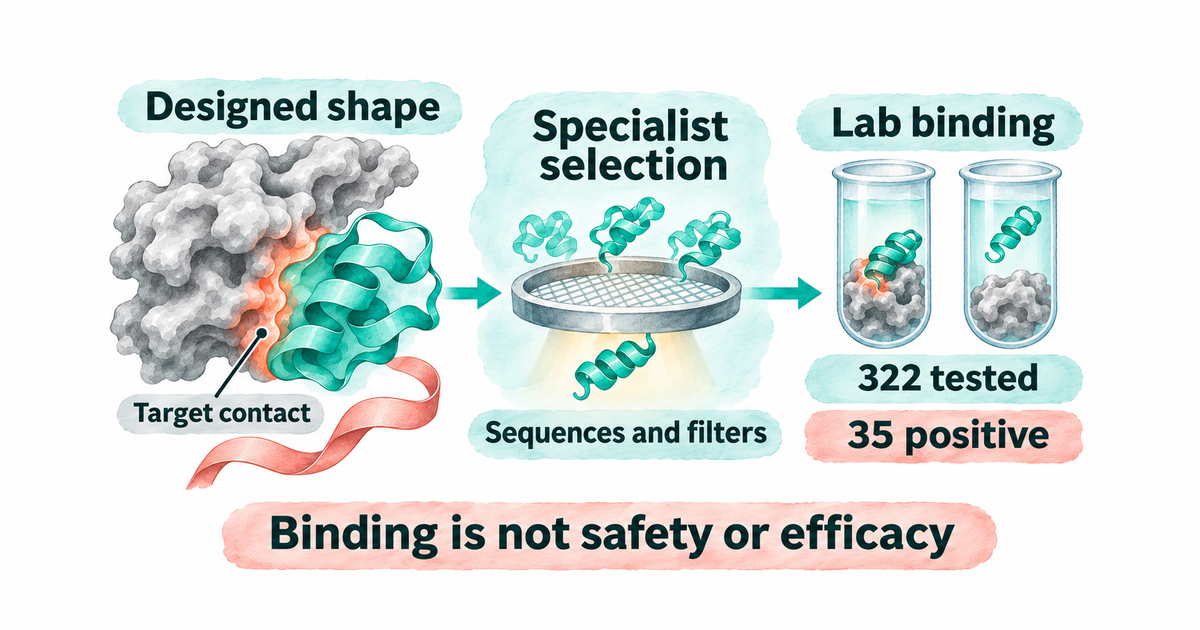 Designed shape
Target contact
Specialist
selection
Sequences and filters
Lab binding
322 tested
35 positive
Binding is not safety or efficacy